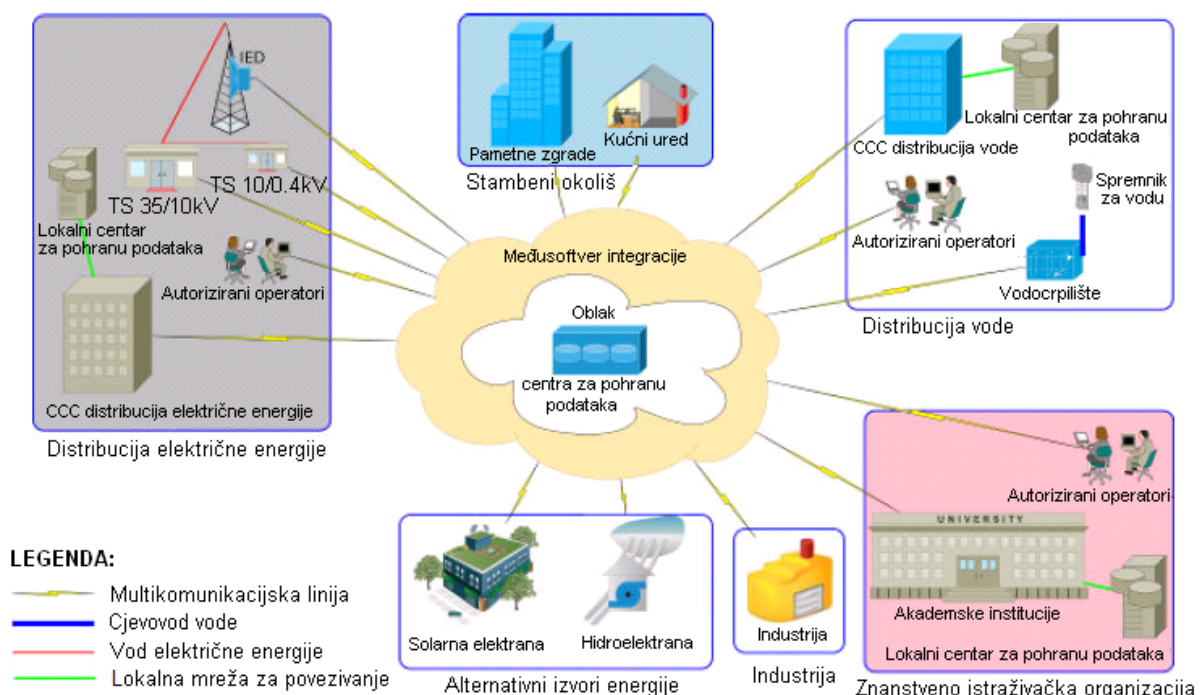 IED
TS 10/0.4kV
TS 35/10kV
Lokalni centar
za pohranu podataka
Autorizirani operatori
CCC distribucija električne energije
Distribucija električne energije
Pametne zgrade
Kućni ured
Stambeni okoliš
Lokalni centar za pohranu
podataka
CCC distribucija vode
Spremnik
za vodu
Autorizirani operatori
Vodocrpilište
Distribucija vode
Međusoftver integracije
Oblak
centra za pohranu
podataka
Autorizirani operatori
UNIVERSITY
Akademske institucije
Lokalni centar za pohranu podataka
Znanstveno istraživačka organizacija
Solarna elektrana
Hidroelektrana
Alternativni izvori energije
Industrija
Industrija
LEGENDA:
Multikomunikacijska linija
Cjevovod vode
Vod električne energije
Lokalna mreža za povezivanje